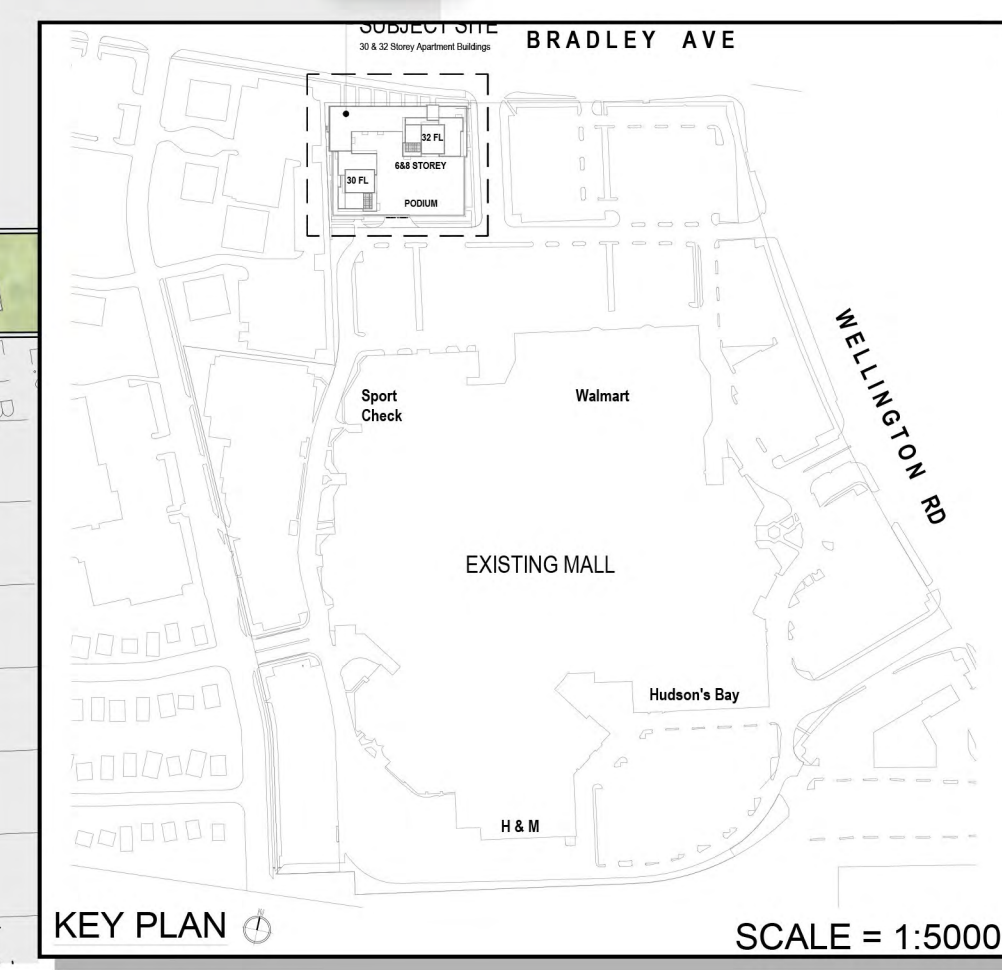 SUBJECT SITE
30 & 32 Storey Apartment Buildings
BRADLEY AVE
32 FL
6&8 STOREY
30 FL
PODIUM
WELLINGTON RD
Sport
Check
Walmart
EXISTING MALL
Hudson's Bay
H & M
KEY PLAN
N
SCALE = 1:5000